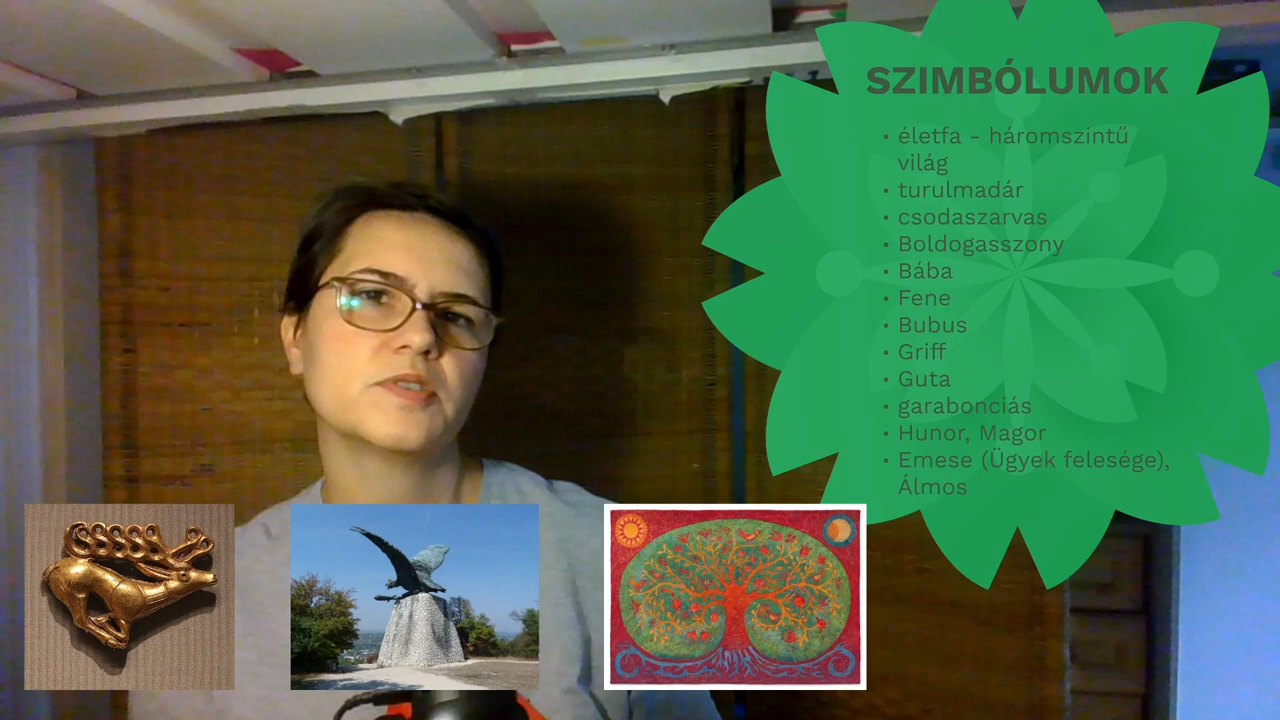 SZIMBÓLUMOK
• életfa - háromszintű
világ
• turulmadár
• csodaszarvas
• Boldogasszony
• Bába
• Fene
• Bubus
• Griff
• Guta
• garabonciás
• Hunor, Magor
• Emese (Ügyek felesége),
Álmos